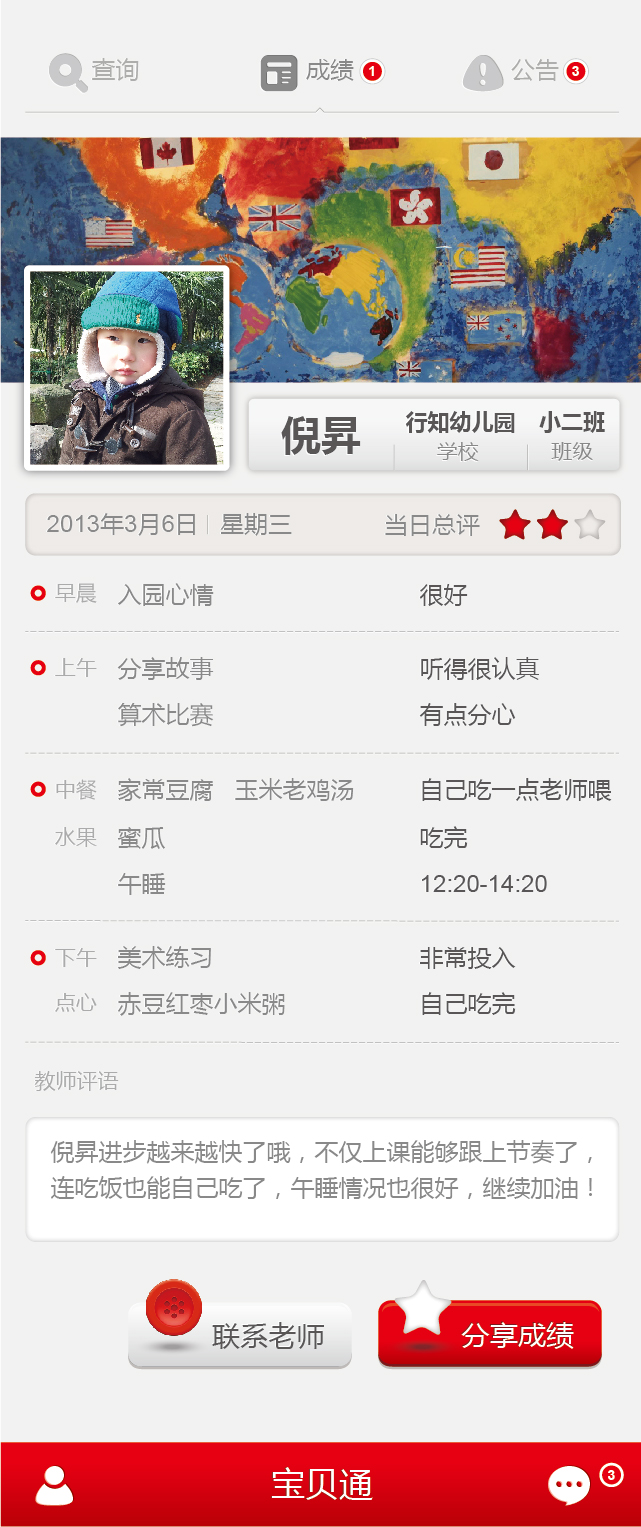 查询 成绩 1 公告 3
倪昇 行知幼儿园 小二班
学校 班级
2013年3月6日 星期三 当日总评
早晨 入园心情 很好
上午 分享故事 听得很认真
算术比赛 有点分心
中餐 家常豆腐 玉米老鸡汤 自己吃一点老师喂
水果 蜜瓜 吃完
午睡 12:20-14:20
下午 美术练习 非常投入
点心 赤豆红枣小米粥 自己吃完
教师评语
倪昇进步越来越快了哦，不仅上课能够跟上节奏了，
连吃饭也能自己吃了，午睡情况也很好，继续加油！
联系老师 分享成绩
宝贝通 3